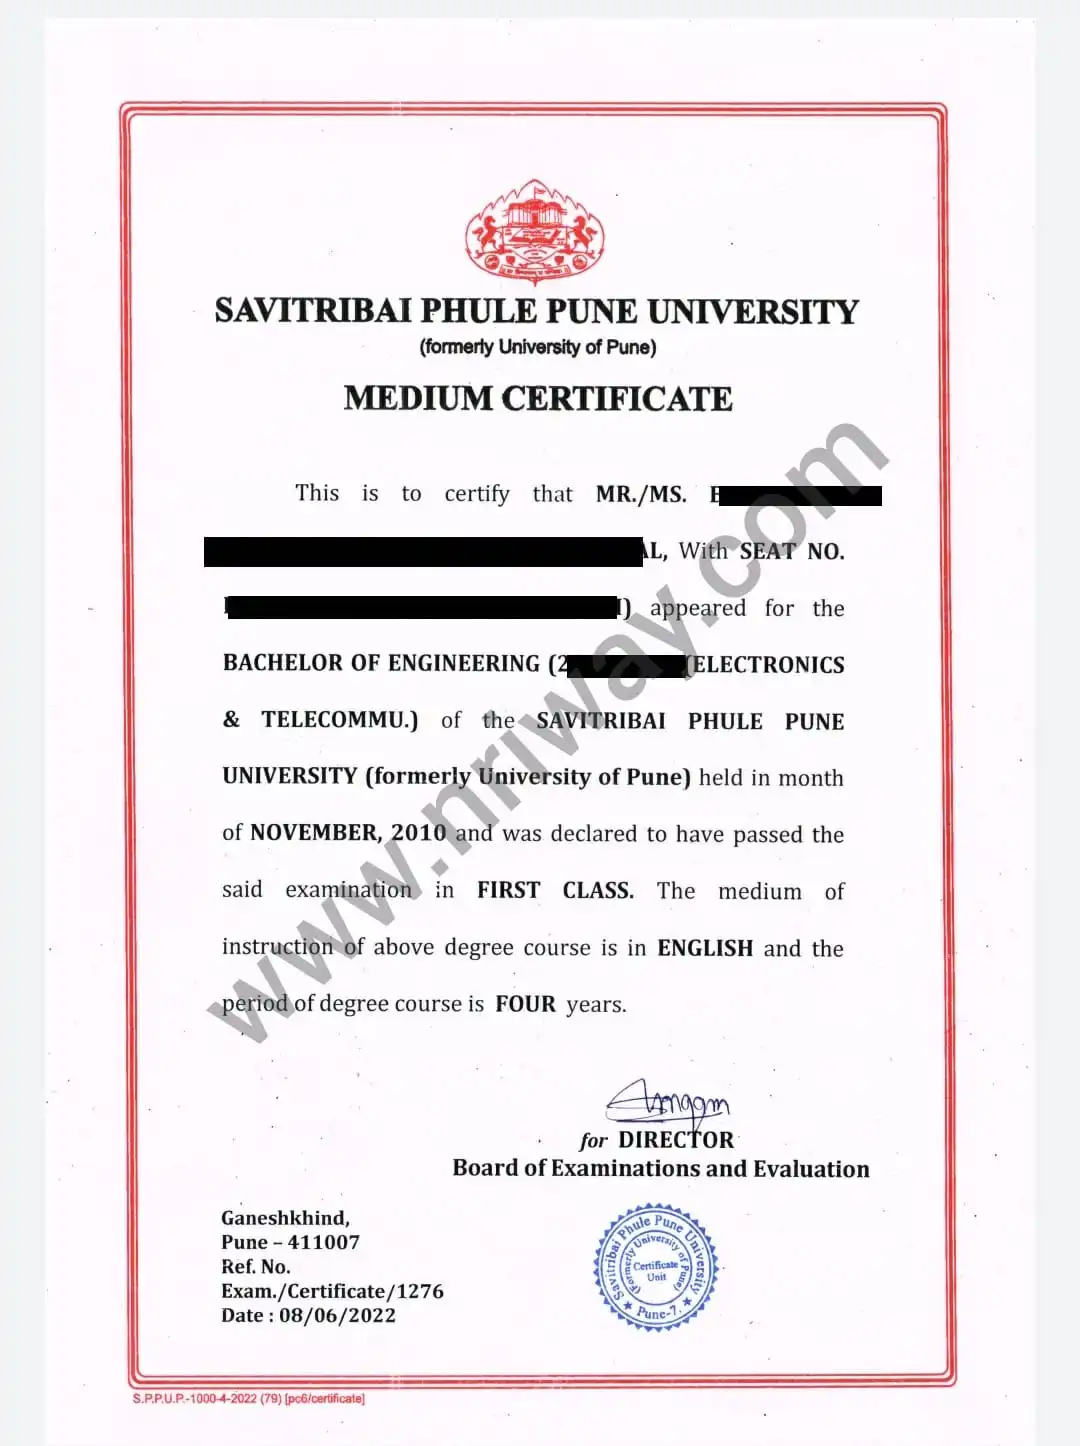 SAVITRIBAI PHULE PUNE UNIVERSITY
(formerly University of Pune)
MEDIUM CERTIFICATE
This is to certify that MR./MS.
AL, With SEAT NO.
appeared for the
BACHELOR OF ENGINEERING (2 (ELECTRONICS
& TELECOMMU.) of the SAVITRIBAI PHULE PUNE
UNIVERSITY (formerly University of Pune) held in month
of NOVEMBER, 2010 and was declared to have passed the
said examination in FIRST CLASS. The medium of
instruction of above degree course is in ENGLISH and the
period of degree course is FOUR years.
www.nriway.com
for DIRECTOR
Board of Examinations and Evaluation
Ganeshkhind,
Pune – 411007
Ref. No.
Exam./Certificate/1276
Date : 08/06/2022
Savitribai Phule Pune University
(Formerly University of Pune)
Certificate
Unit
★ Pune-7. ★
S.P.P.U.P.-1000-4-2022 (79) [pc6/certificate]